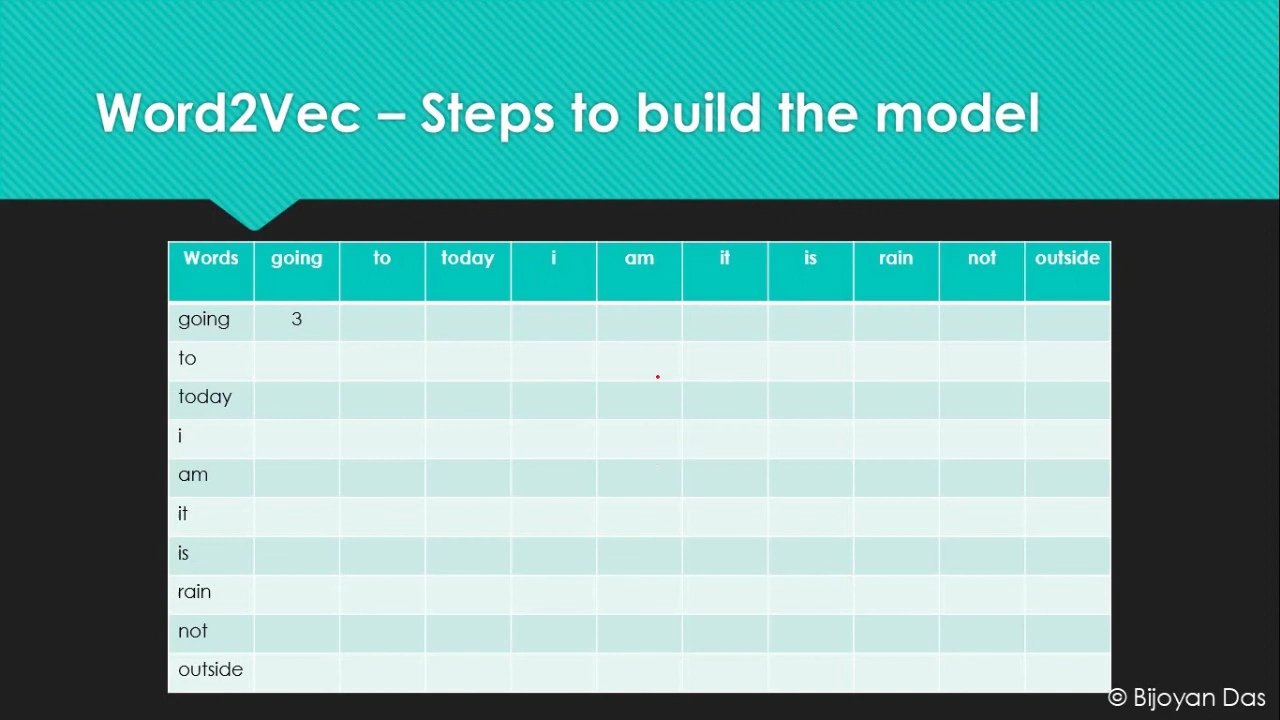 Word2Vec – Steps to build the model
Words going to today i am it is rain not outside
going 3
to
today
i
am
it
is
rain
not
outside
© Bijoyan Das